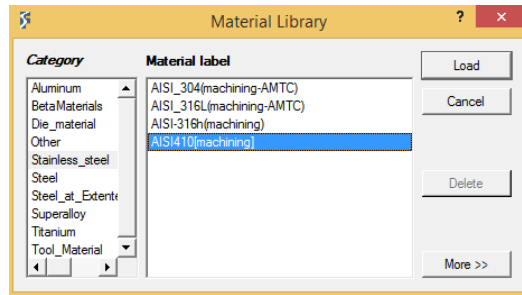 Material Library
?
×
Category
Material label
Aluminum
BetaMaterials
Die_material
Other
Stainless_steel
Steel
Steel_at_Extente
Superalloy
Titanium
Tool_Material
AISI_304(machining-AMTC)
AISI_316L(machining-AMTC)
AISI-316h(machining)
AISI410[machining]
Load
Cancel
Delete
More >>